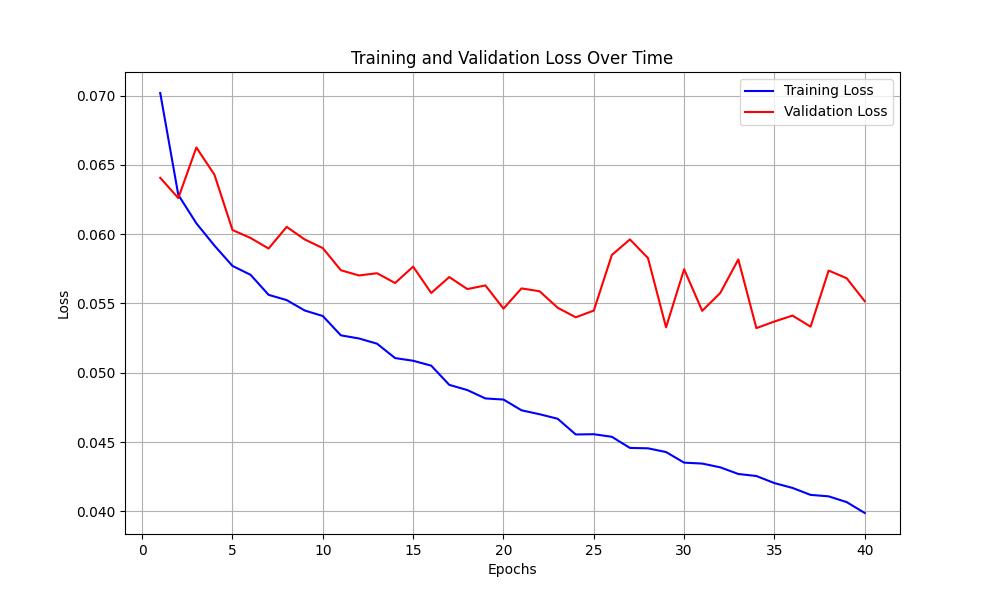 Training and Validation Loss Over Time
Training Loss
Validation Loss
0.070
0.065
0.060
0.055
0.050
0.045
0.040
Loss
0 5 10 15 20 25 30 35 40
Epochs